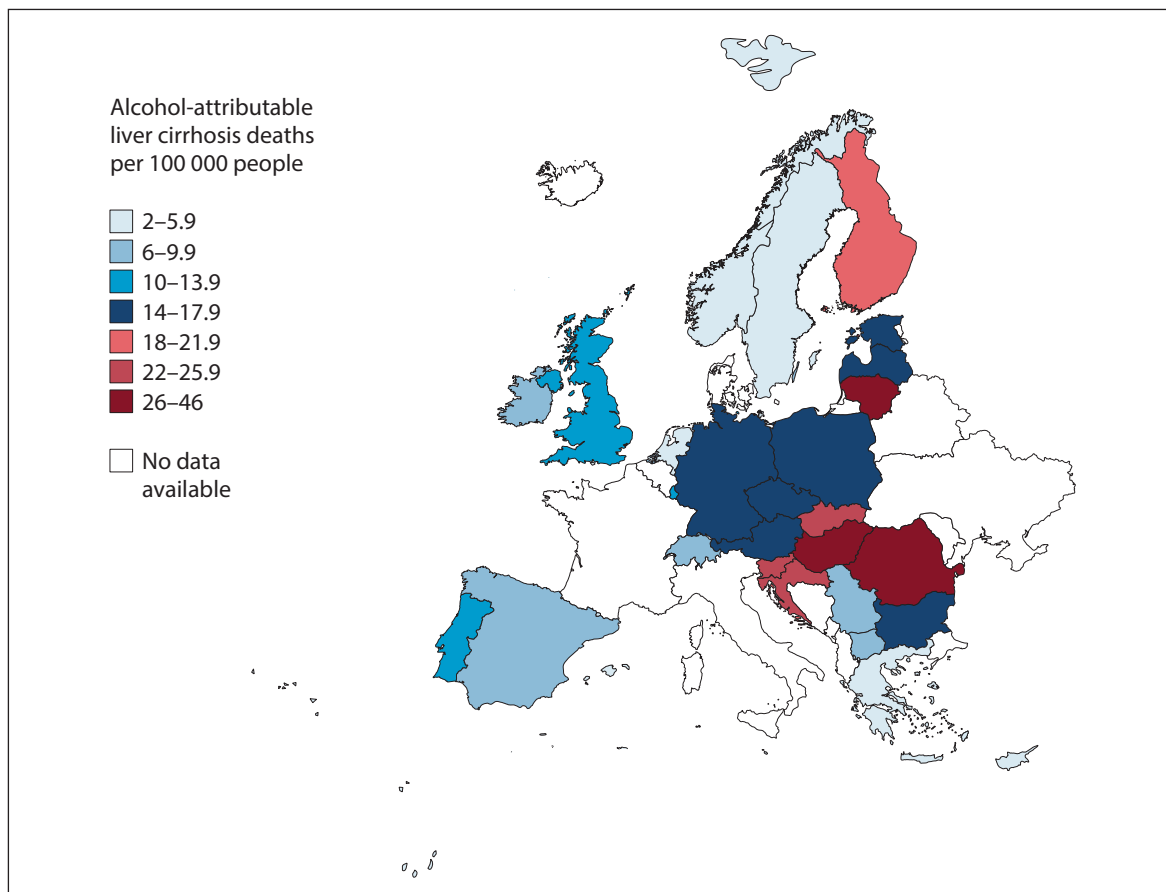 Alcohol-attributable
liver cirrhosis deaths
per 100 000 people
2–5.9
6–9.9
10–13.9
14–17.9
18–21.9
22–25.9
26–46
No data
available